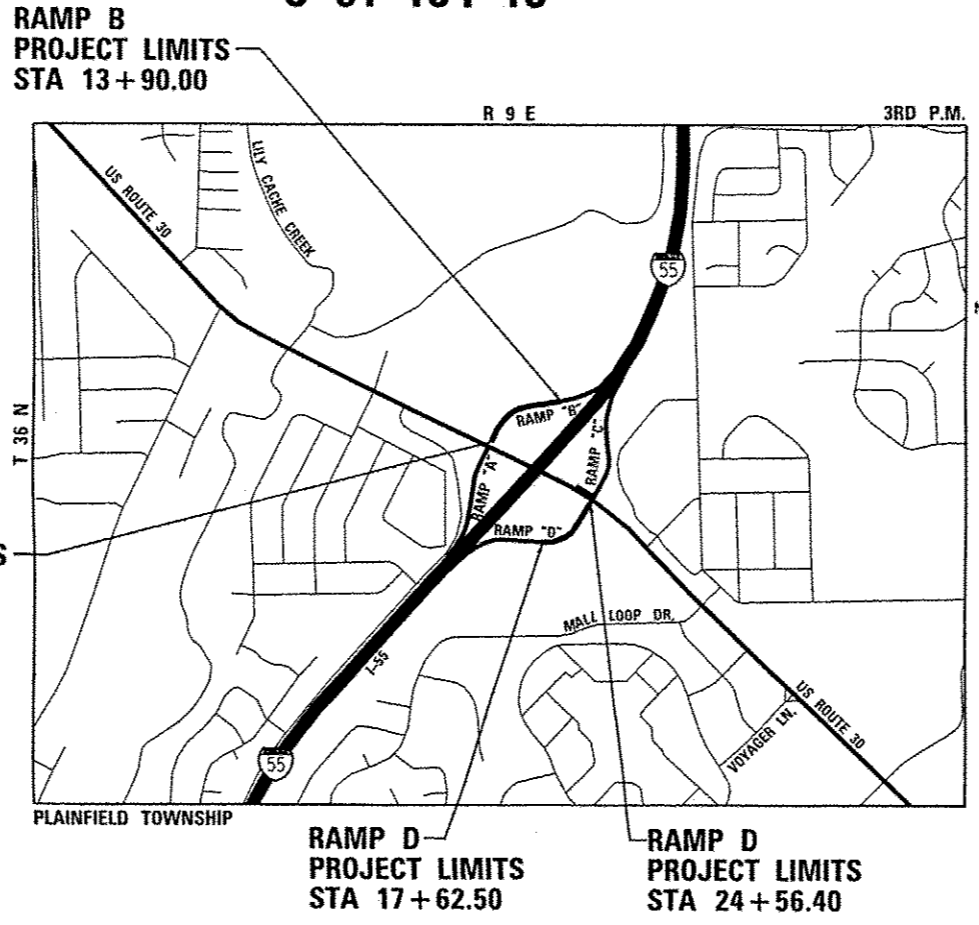 RAMP B
PROJECT LIMITS
STA 13+90.00
R 9 E
3RD P.M.
US ROUTE 30
LILY CACHE CREEK
55
T 36 N
RAMP "B"
RAMP "C"
RAMP "A"
RAMP "D"
S
MALL LOOP DR.
I-55
US ROUTE 30
VOYAGER LN.
55
PLAINFIELD TOWNSHIP
RAMP D
PROJECT LIMITS
STA 17+62.50
RAMP D
PROJECT LIMITS
STA 24+56.40